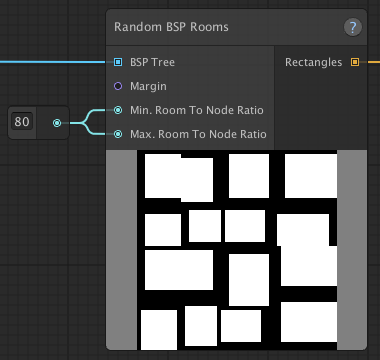 Random BSP Rooms ?
BSP Tree Rectangles
Margin
Min. Room To Node Ratio
80
Max. Room To Node Ratio